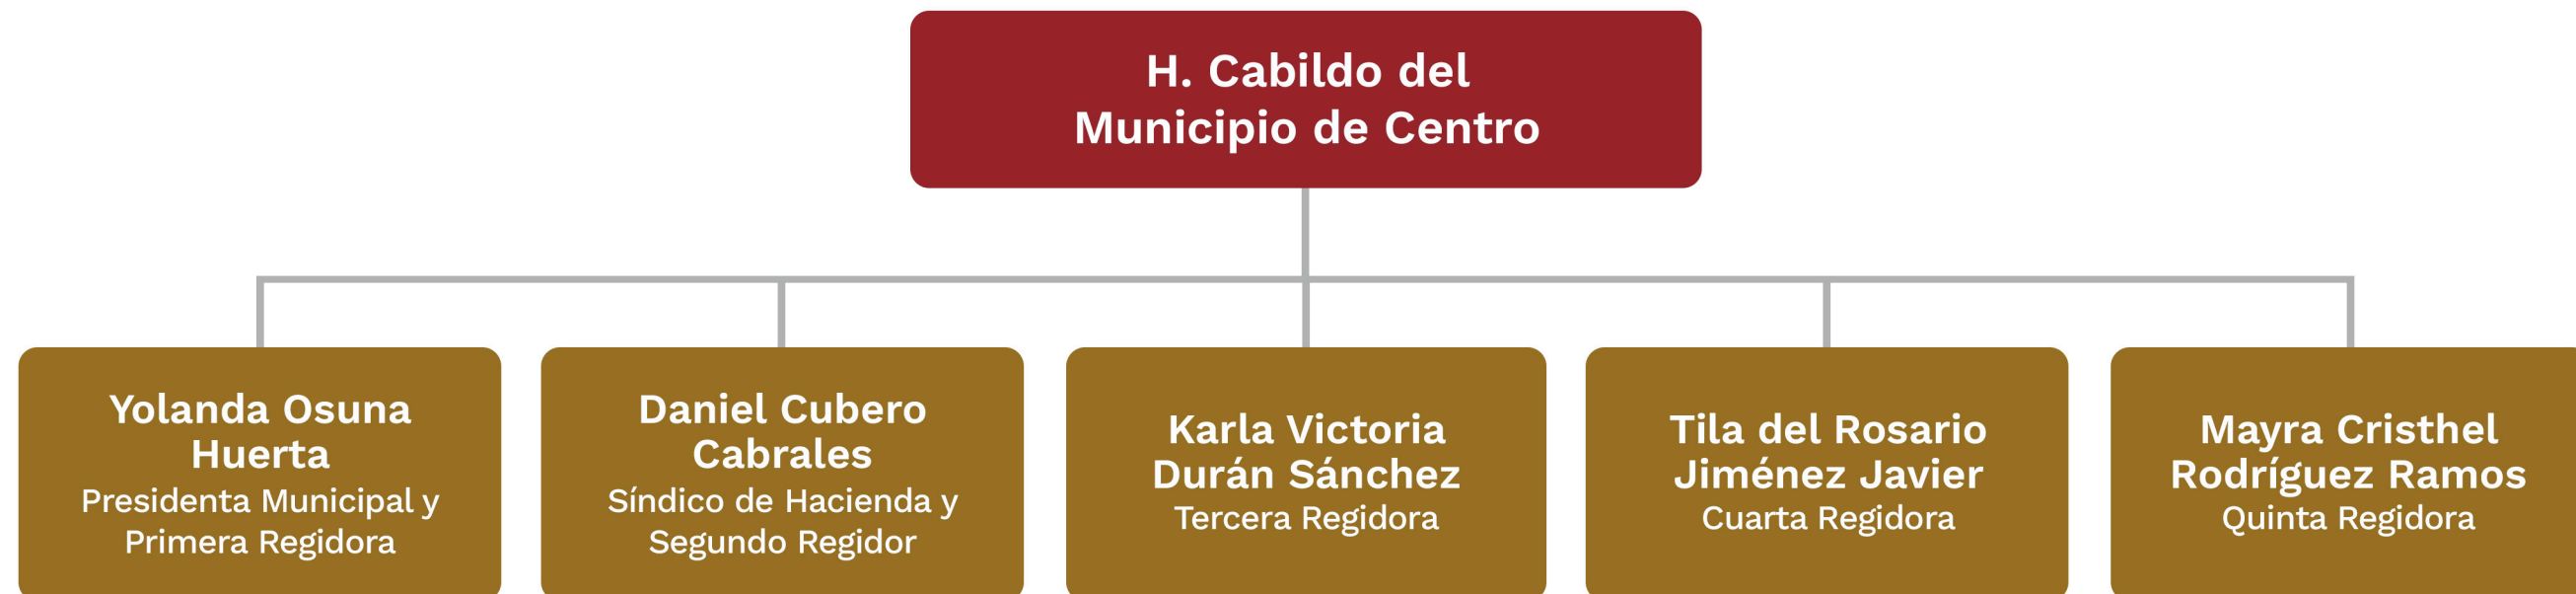 H. Cabildo del
Municipio de Centro
Yolanda Osuna
Huerta
Presidenta Municipal y
Primera Regidora
Daniel Cubero
Cabrales
Síndico de Hacienda y
Segundo Regidor
Karla Victoria
Durán Sánchez
Tercera Regidora
Tila del Rosario
Jiménez Javier
Cuarta Regidora
Mayra Cristhel
Rodríguez Ramos
Quinta Regidora